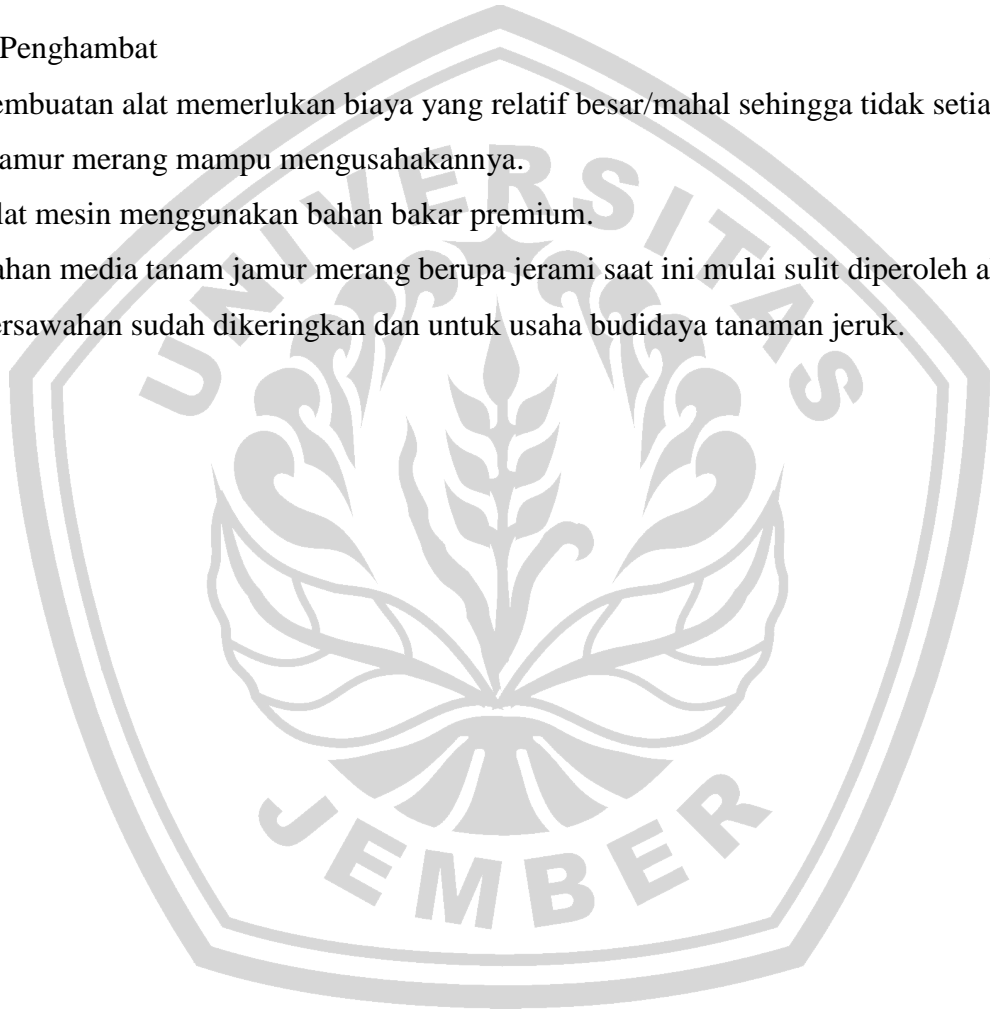 Penghambat
embuatan alat memerlukan biaya yang relatif besar/mahal sehingga tidak setia
amur merang mampu mengusahakannya.
lat mesin menggunakan bahan bakar premium.
ahan media tanam jamur merang berupa jerami saat ini mulai sulit diperoleh a
ersawahan sudah dikeringkan dan untuk usaha budidaya tanaman jeruk.
UNIVERSITAS
JEMBER